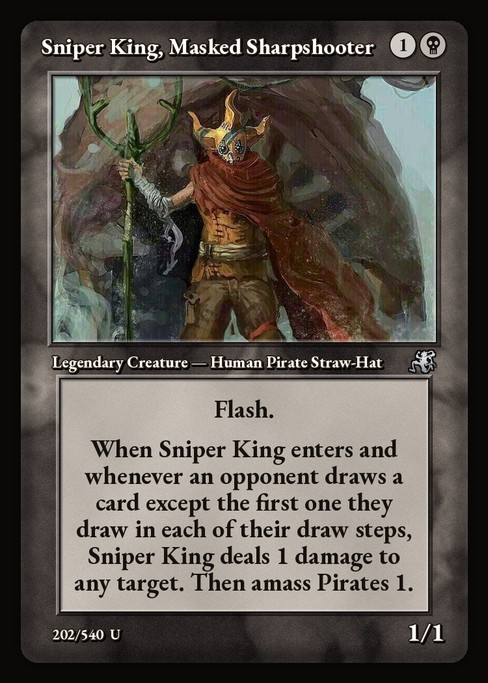 Sniper King, Masked Sharpshooter 1
Legendary Creature — Human Pirate Straw-Hat
Flash.
When Sniper King enters and
whenever an opponent draws a
card except the first one they
draw in each of their draw steps,
Sniper King deals 1 damage to
any target. Then amass Pirates 1.
202/540 U
1/1